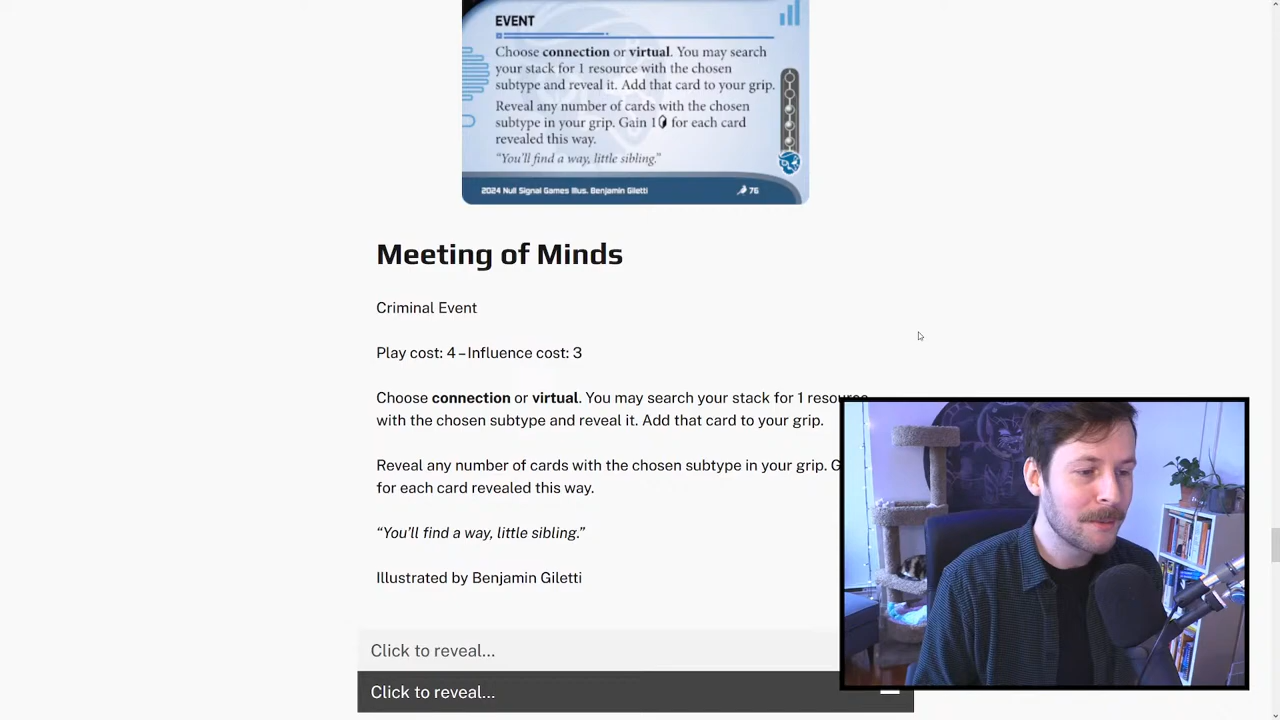 EVENT
Choose connection or virtual. You may search
your stack for 1 resource with the chosen
subtype and reveal it. Add that card to your grip.
Reveal any number of cards with the chosen
subtype in your grip. Gain 1 for each card
revealed this way.
“You'll find a way, little sibling.”
2024 Null Signal Games Illus. Benjamin Giletti 76
Meeting of Minds
Criminal Event
Play cost: 4 – Influence cost: 3
Choose connection or virtual. You may search your stack for 1 resource
with the chosen subtype and reveal it. Add that card to your grip.
Reveal any number of cards with the chosen subtype in your grip.
for each card revealed this way.
“You’ll find a way, little sibling.”
Illustrated by Benjamin Giletti
Click to reveal...
Click to reveal...